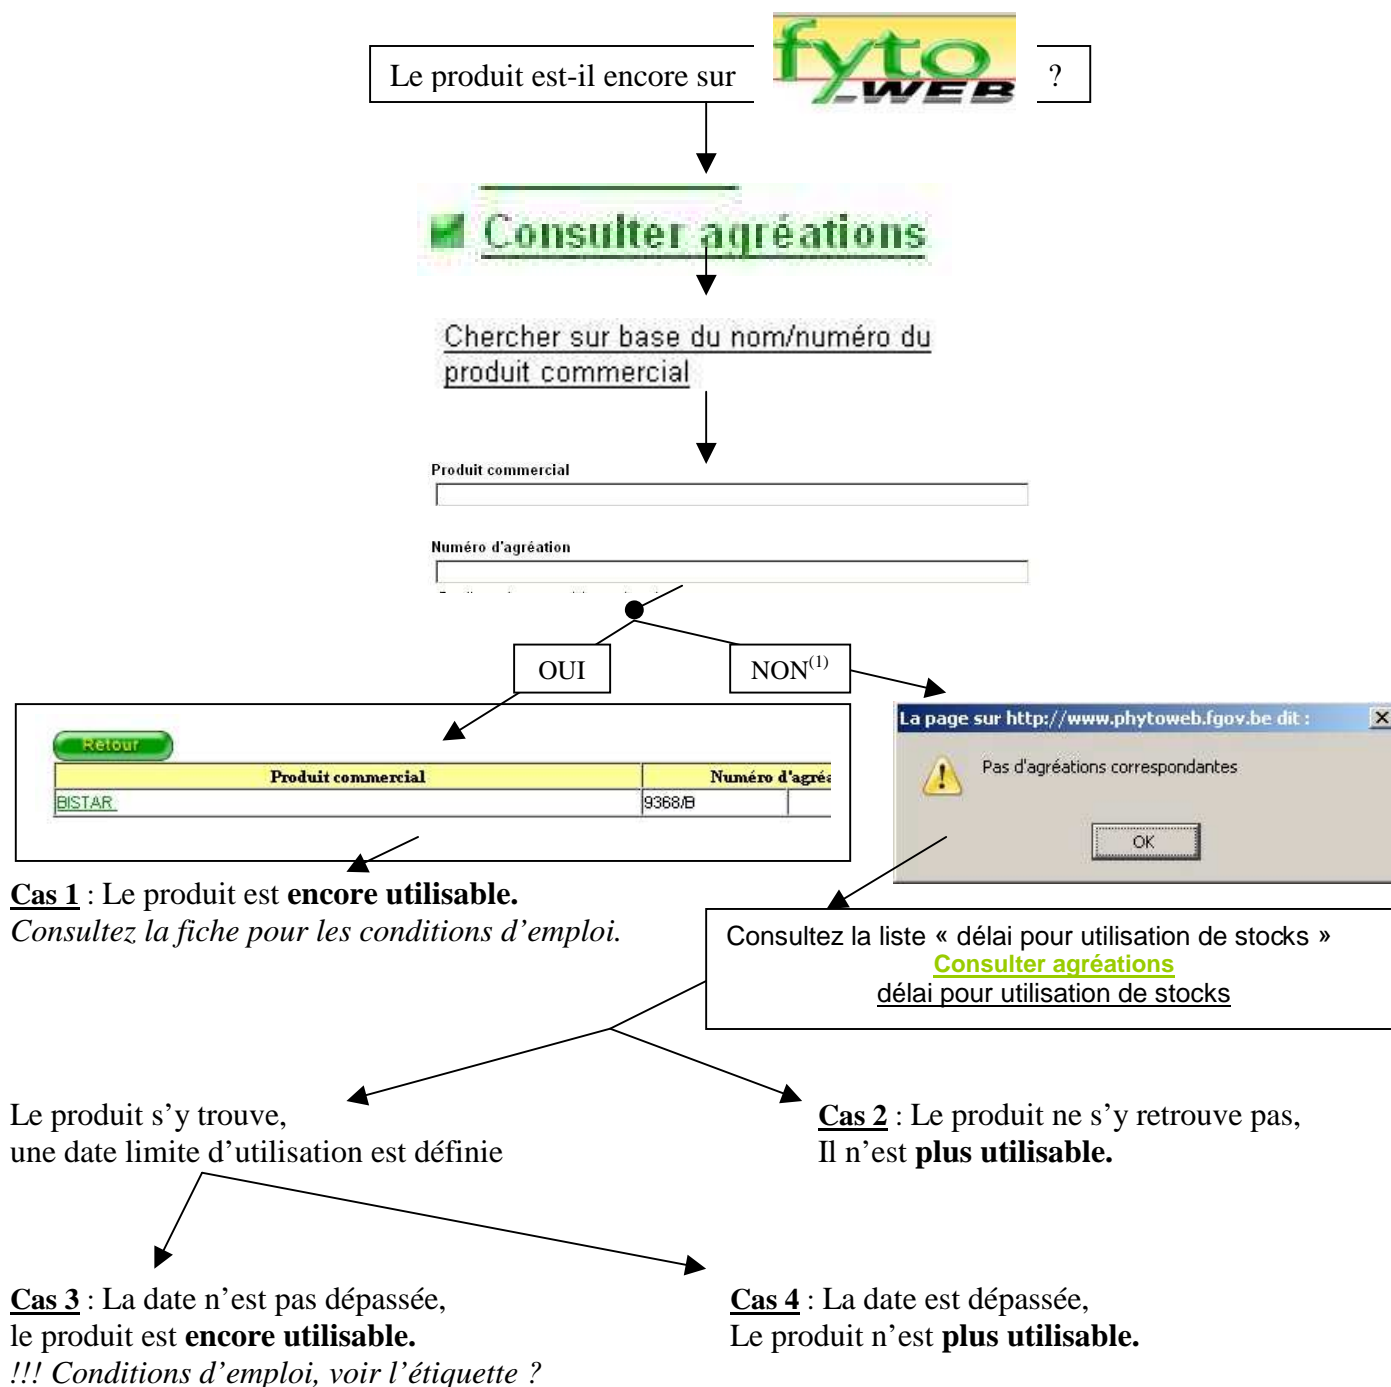 Le produit est-il encore sur fyto WEB ?
Consulter agréations
Chercher sur base du nom/numéro du
produit commercial
Produit commercial
Numéro d'agréation
OUI
NON(1)
Retour
Produit commercial
Numéro d'agréa
BISTAR
9368/B
La page sur http://www.phytoweb.fgov.be dit :
Pas d'agréations correspondantes
OK
Cas 1 : Le produit est encore utilisable.
Consultez la fiche pour les conditions d’emploi.
Consultez la liste « délai pour utilisation de stocks »
Consulter agréations
délai pour utilisation de stocks
Le produit s’y trouve,
une date limite d’utilisation est définie
Cas 2 : Le produit ne s’y retrouve pas,
Il n’est plus utilisable.
Cas 3 : La date n’est pas dépassée,
le produit est encore utilisable.
!!! Conditions d’emploi, voir l’étiquette ?
Cas 4 : La date est dépassée,
Le produit n’est plus utilisable.